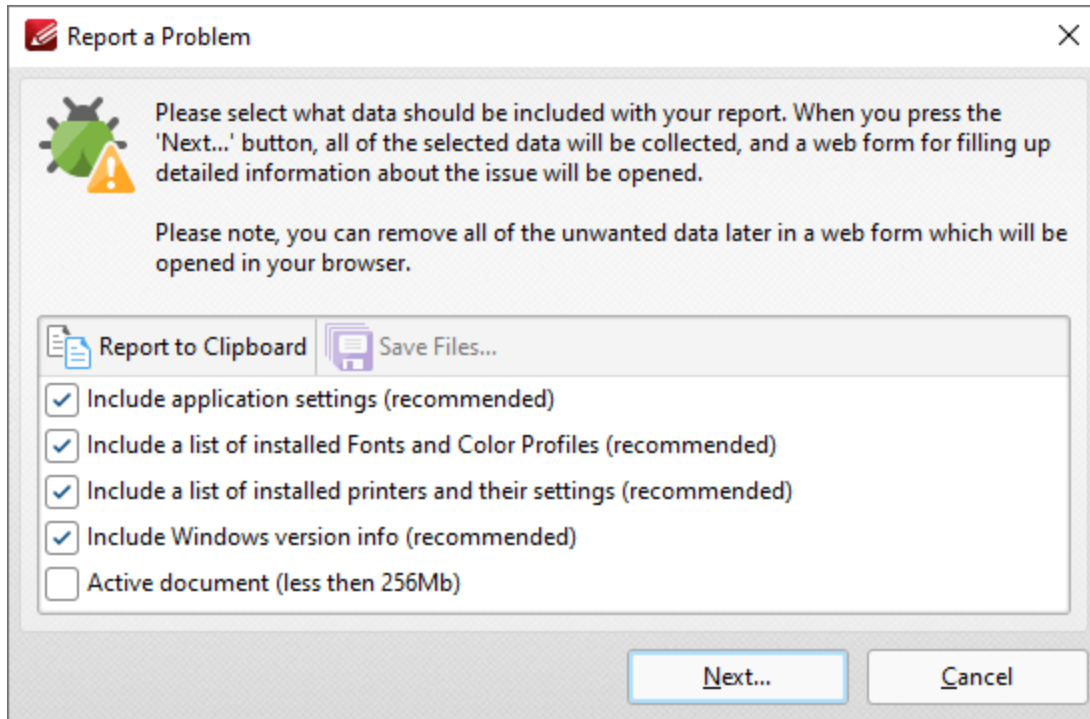 Report a Problem
Please select what data should be included with your report. When you press the
'Next...' button, all of the selected data will be collected, and a web form for filling up
detailed information about the issue will be opened.
Please note, you can remove all of the unwanted data later in a web form which will be
opened in your browser.
Report to Clipboard
Save Files...
Include application settings (recommended)
Include a list of installed Fonts and Color Profiles (recommended)
Include a list of installed printers and their settings (recommended)
Include Windows version info (recommended)
Active document (less then 256Mb)
Next...
Cancel